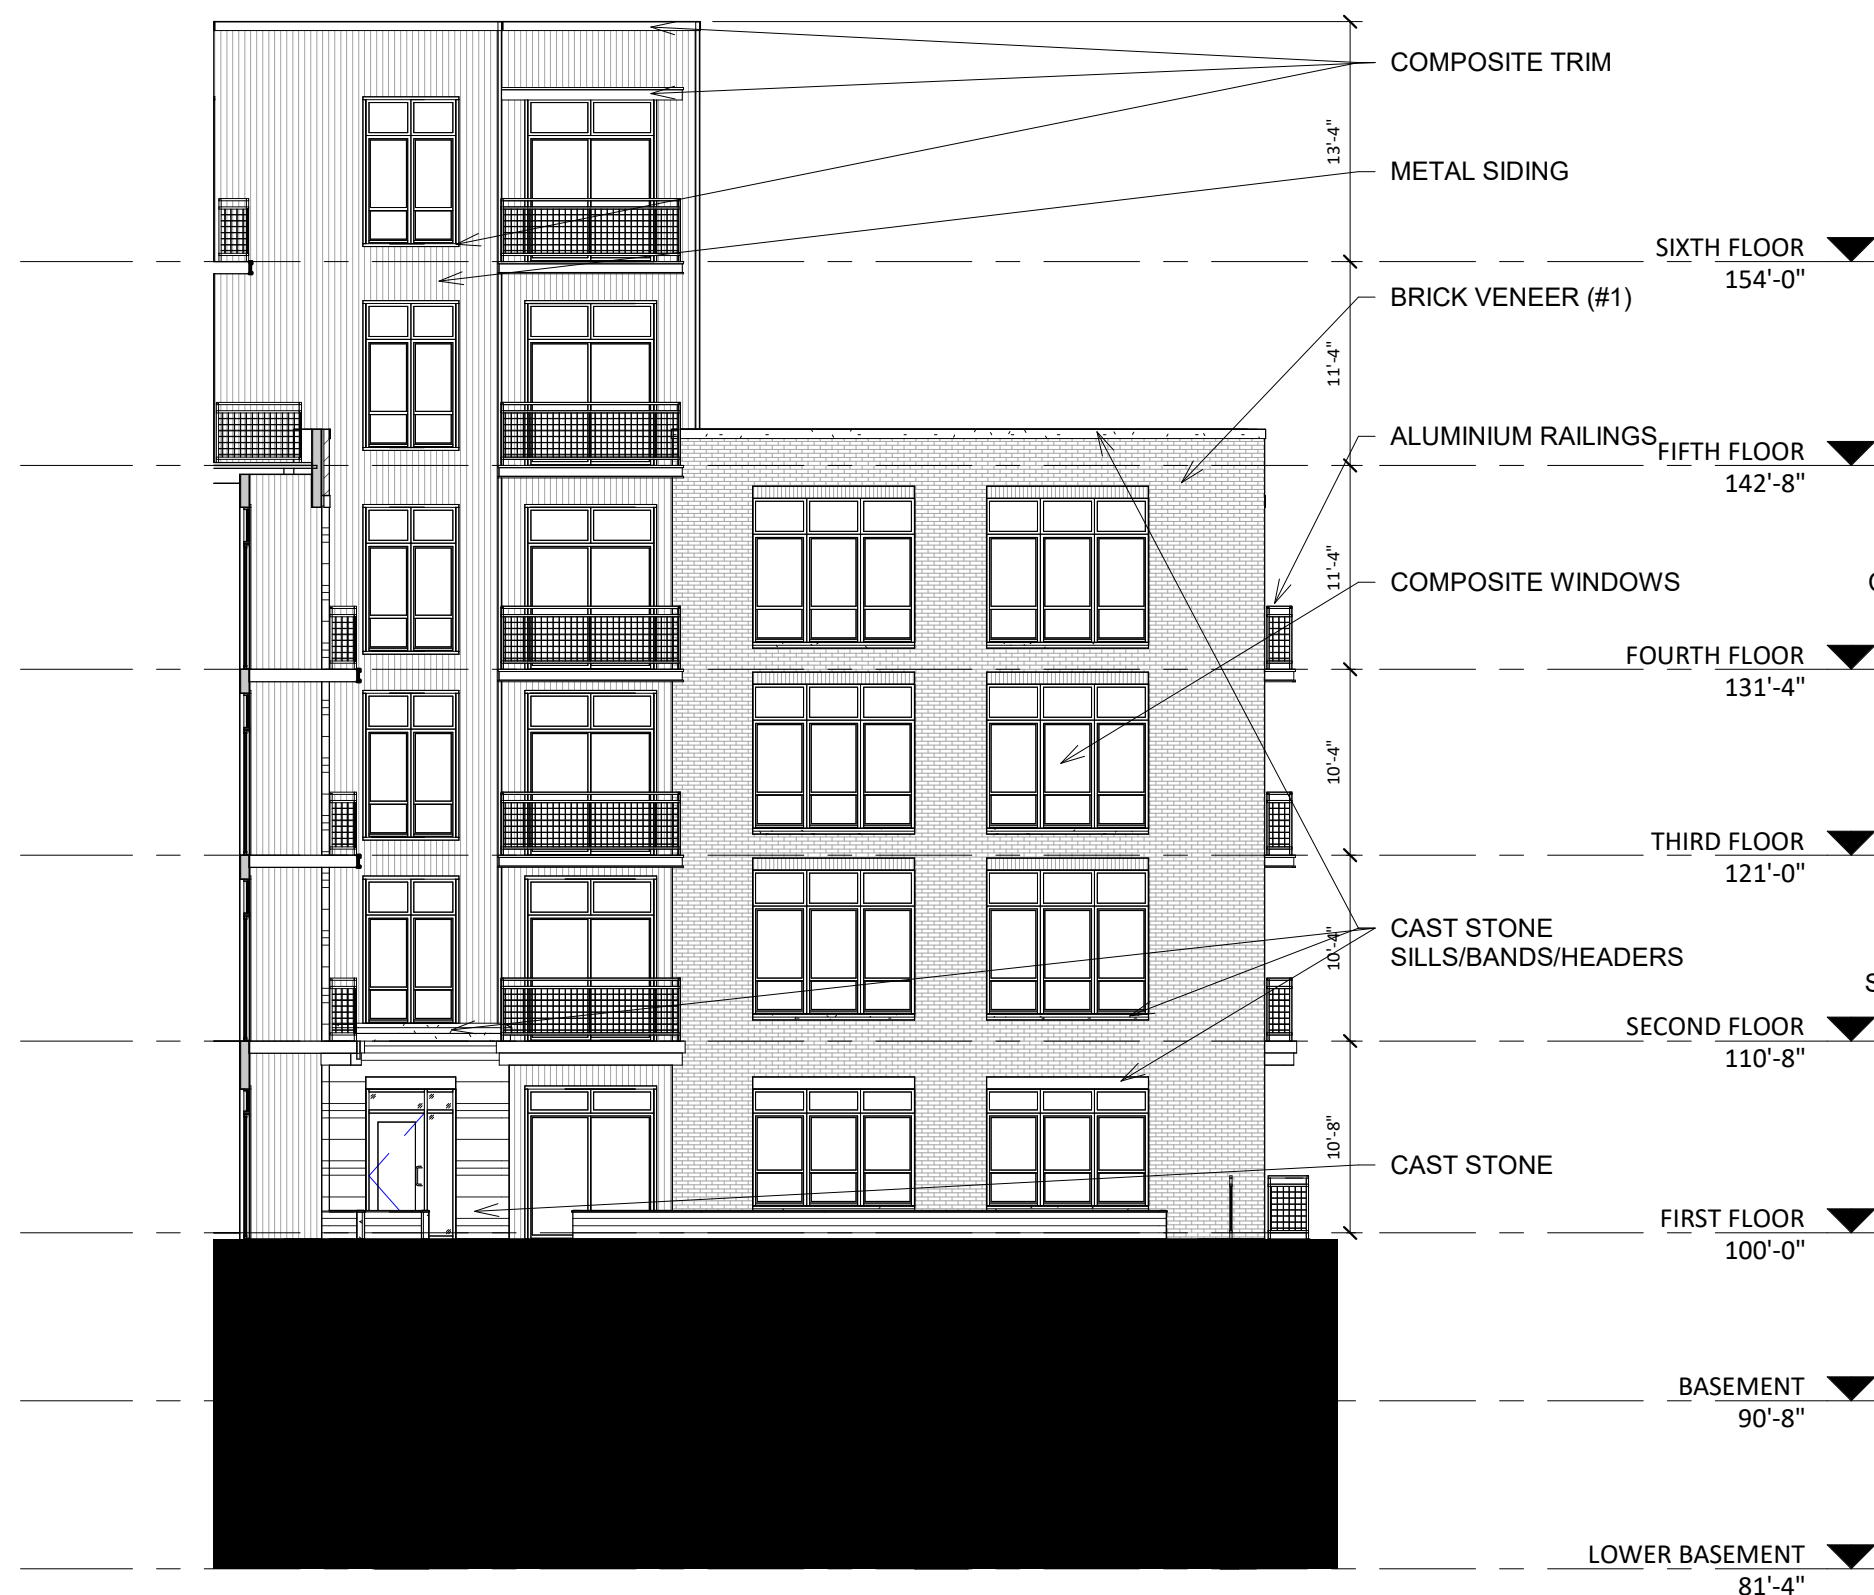 COMPOSITE TRIM
13'-4"
METAL SIDING
SIXTH FLOOR
154'-0"
BRICK VENEER (#1)
11'-4"
ALUMINIUM RAILINGS
FIFTH FLOOR
142'-8"
11'-4"
COMPOSITE WINDOWS
FOURTH FLOOR
131'-4"
10'-4"
THIRD FLOOR
121'-0"
10'-4"
CAST STONE
SILLS/BANDS/HEADERS
SECOND FLOOR
110'-8"
10'-8"
CAST STONE
FIRST FLOOR
100'-0"
BASEMENT
90'-8"
LOWER BASEMENT
81'-4"